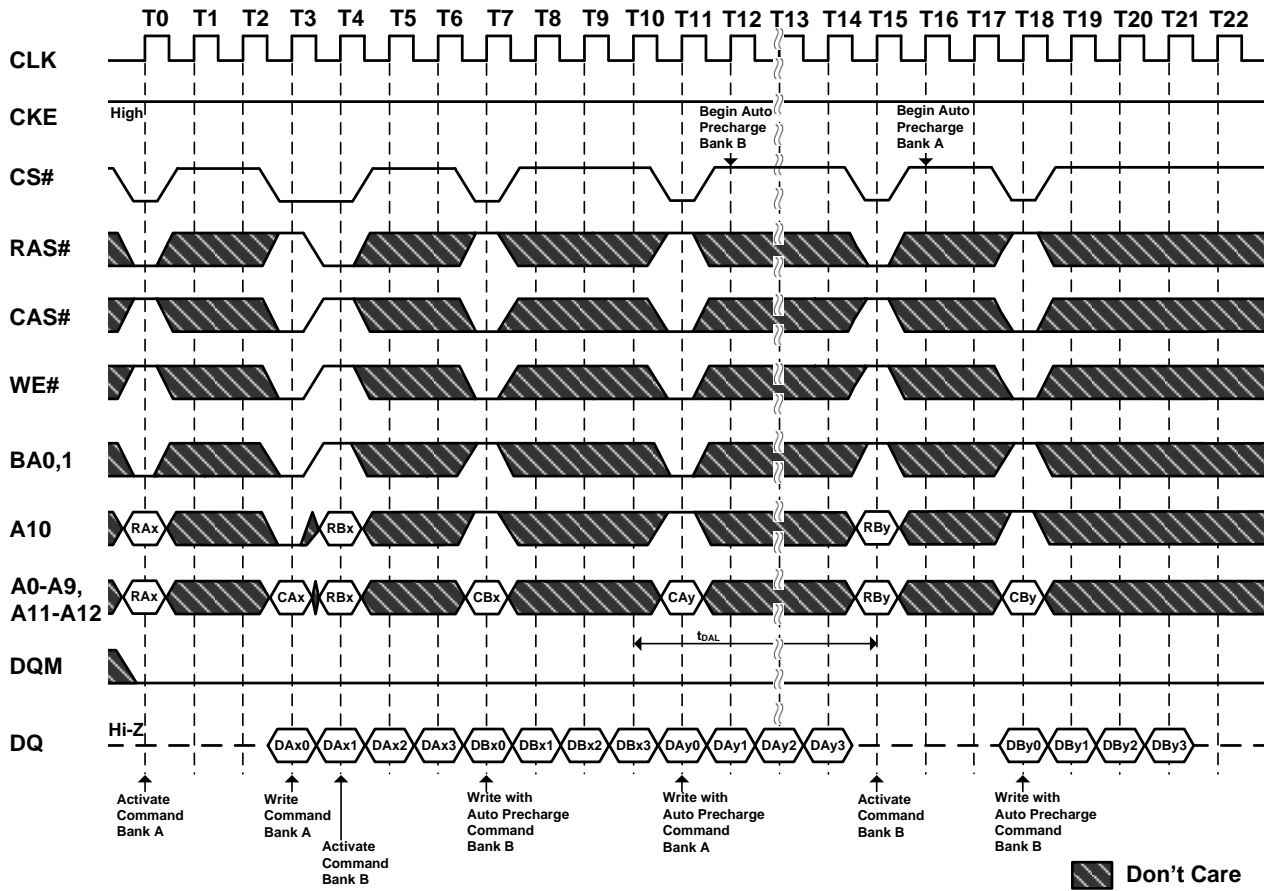 T0 T1 T2 T3 T4 T5 T6 T7 T8 T9 T10 T11 T12 T13 T14 T15 T16 T17 T18 T19 T20 T21 T22
CLK
CKE
High
Begin Auto
Precharge
Bank B
Begin Auto
Precharge
Bank A
CS#
RAS#
CAS#
WE#
BA0,1
A10
RAx RBx RBy
A0-A9,
A11-A12
RAx CAx RBx CBx CAy RBy CBy
tDAL
DQM
Hi-Z
DQ
DAx0 DAx1 DAx2 DAx3 DBx0 DBx1 DBx2 DBx3 DAy0 DAy1 DAy2 DAy3 DBy0 DBy1 DBy2 DBy3
Activate
Command
Bank A
Write
Command
Bank A
Activate
Command
Bank B
Write with
Auto Precharge
Command
Bank B
Write with
Auto Precharge
Command
Bank A
Activate
Command
Bank B
Write with
Auto Precharge
Command
Bank B
Don't Care